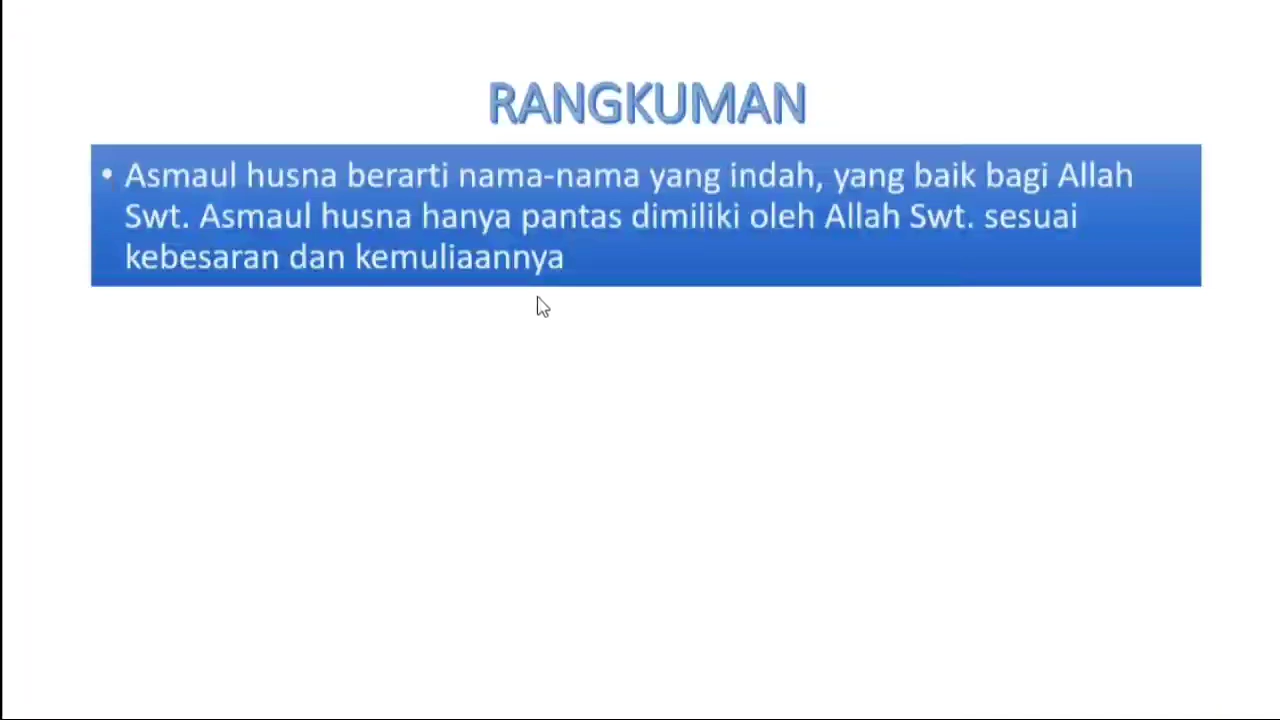 RANGKUMAN
• Asmaul husna berarti nama-nama yang indah, yang baik bagi Allah
Swt. Asmaul husna hanya pantas dimiliki oleh Allah Swt. sesuai
kebesaran dan kemuliaannya